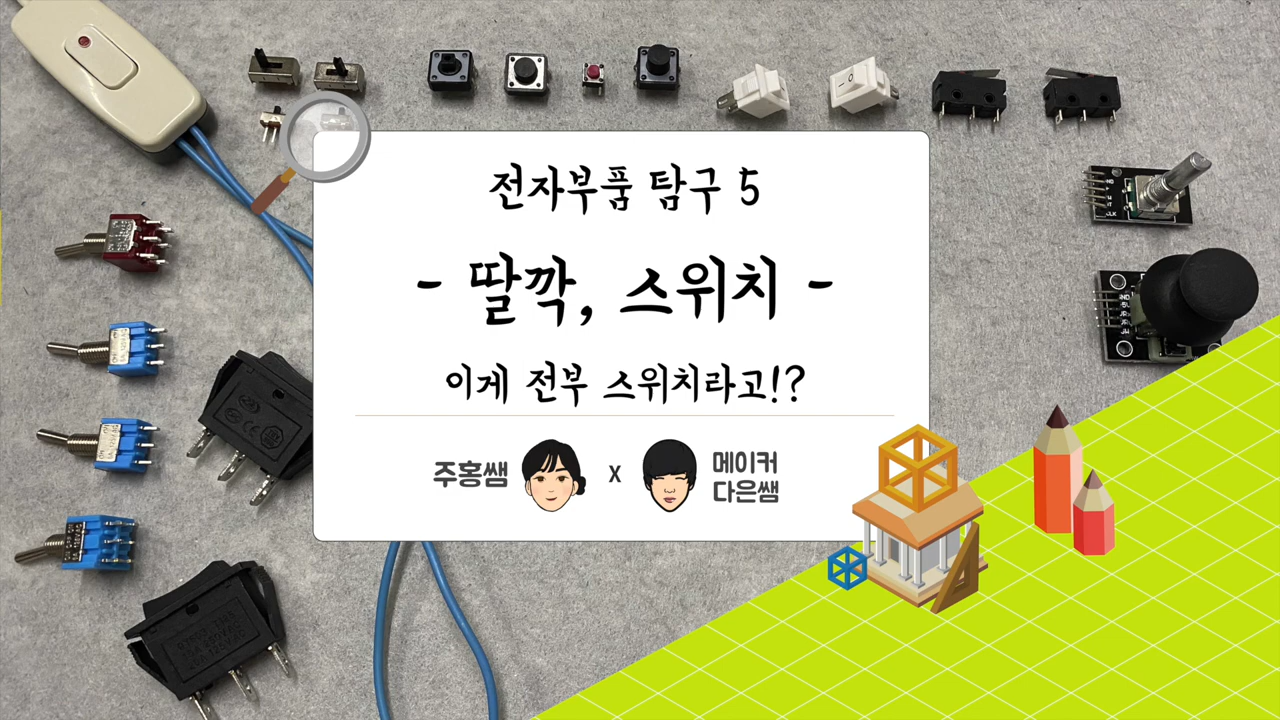 전자부품 탐구 5
- 딸깍, 스위치 -
이게 전부 스위치라고!?
주홍쌤
x
메이커
다은쌤
CLK